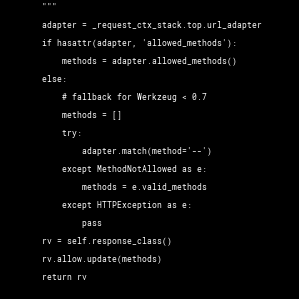 """
adapter = _request_ctx_stack.top.url_adapter
if hasattr(adapter, 'allowed_methods'):
    methods = adapter.allowed_methods()
else:
    # fallback for Werkzeug < 0.7
    methods = []
    try:
        adapter.match(method='--')
    except MethodNotAllowed as e:
        methods = e.valid_methods
    except HTTPException as e:
        pass
rv = self.response_class()
rv.allow.update(methods)
return rv